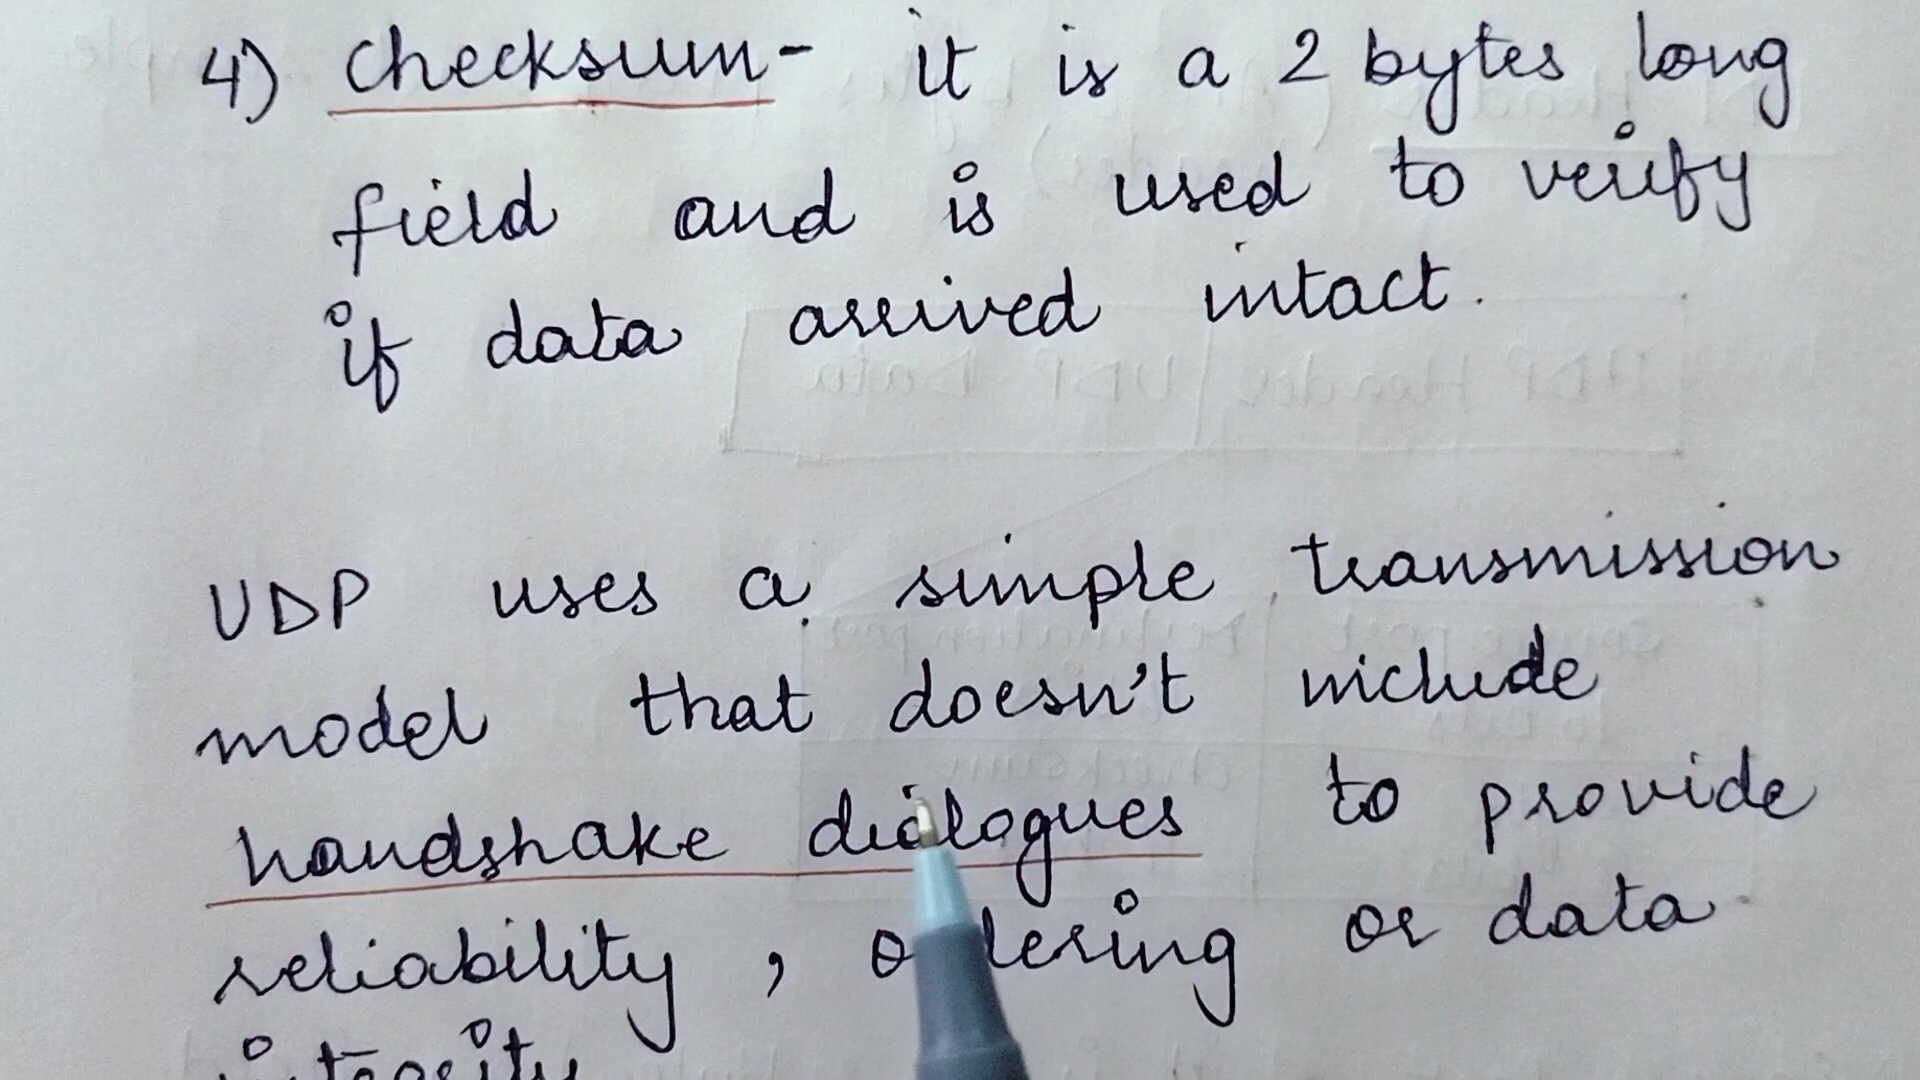 4) Checksum- it is a 2 bytes long
field and is used to verify
if data arrived intact.
UDP uses a simple transmission
model that doesn't include
handshake dialogues to provide
reliability, ordering or data
integrity